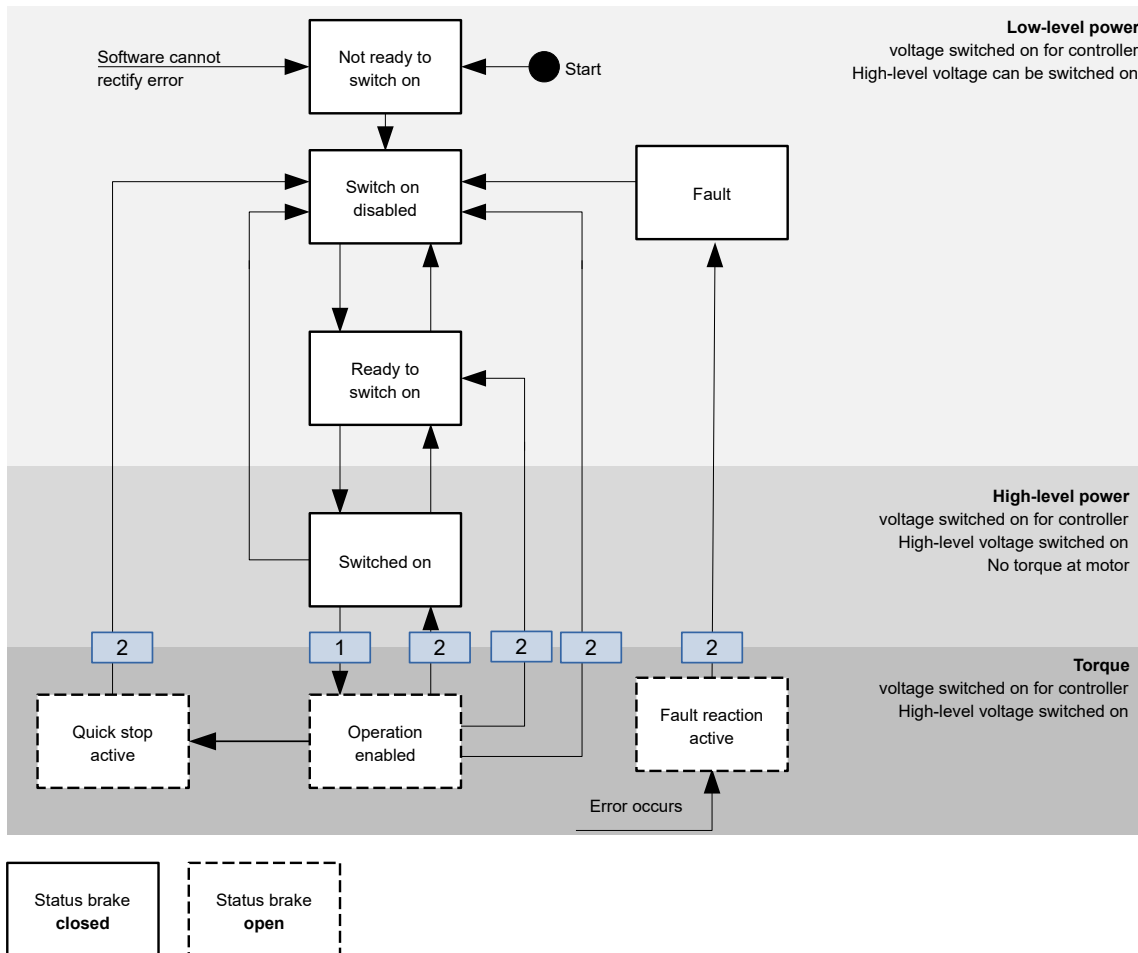 Low-level power
voltage switched on for controller
High-level voltage can be switched on
Software cannot
rectify error
Not ready to
switch on
Start
Switch on
disabled
Fault
Ready to
switch on
High-level power
voltage switched on for controller
High-level voltage switched on
No torque at motor
Switched on
2
1
2
2
2
2
Torque
voltage switched on for controller
High-level voltage switched on
Quick stop
active
Operation
enabled
Fault reaction
active
Error occurs
Status brake
closed
Status brake
open